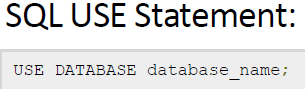 SQL USE Statement:
USE DATABASE database_name;